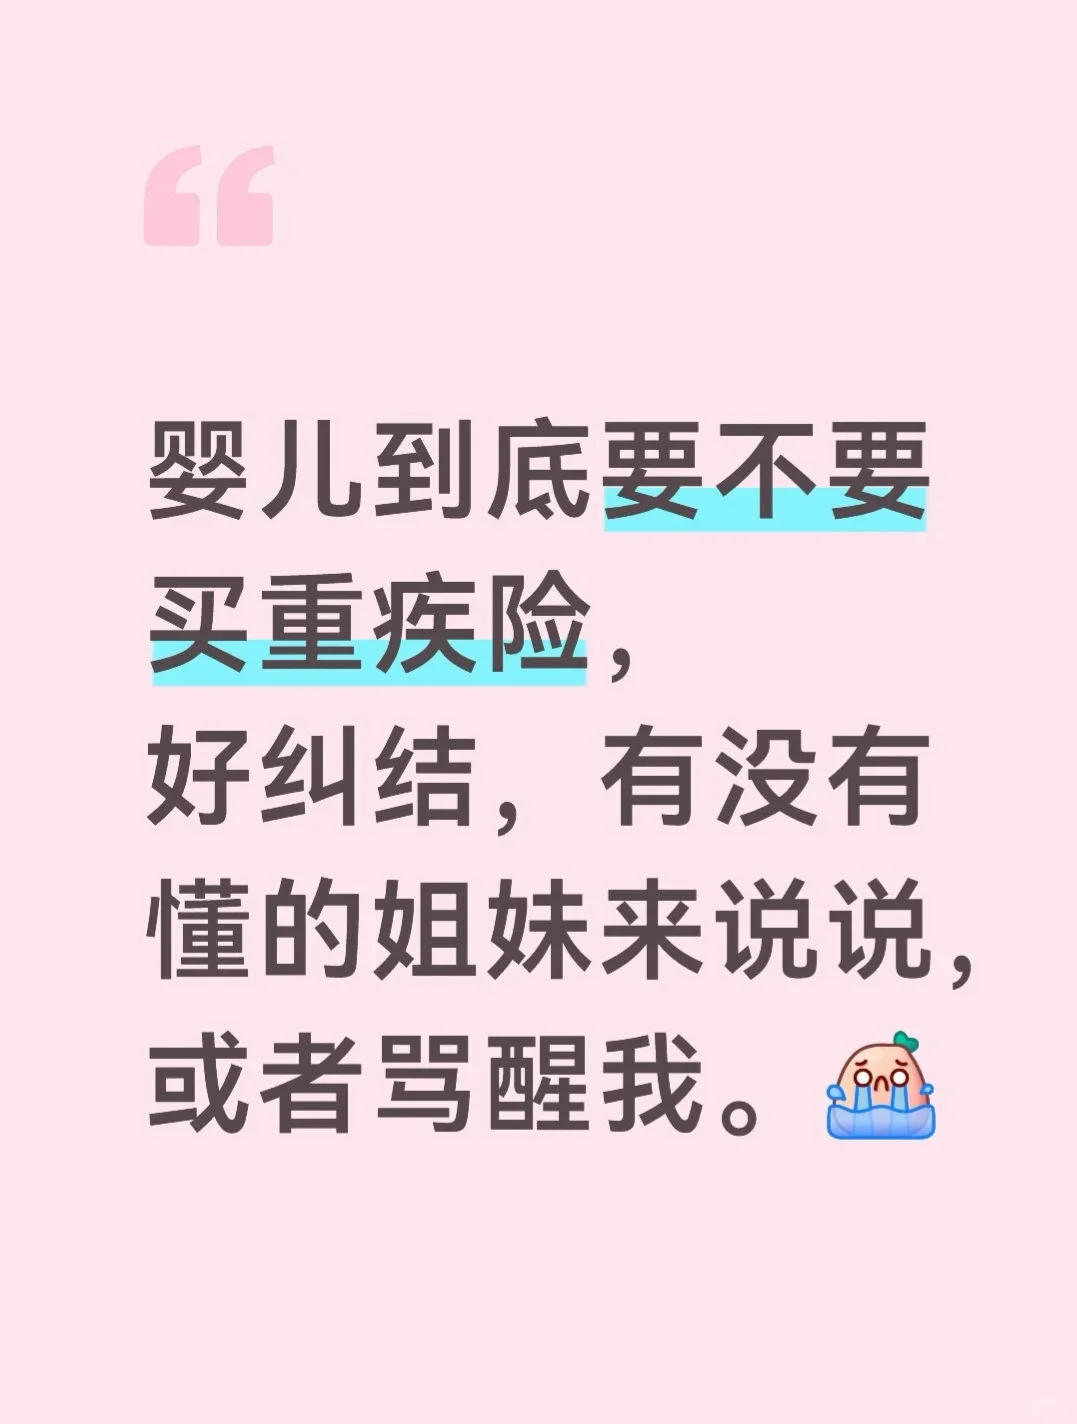 婴儿到底要不要
买重疾险，
好纠结，有没有
懂的姐妹来说说，
或者骂醒我。